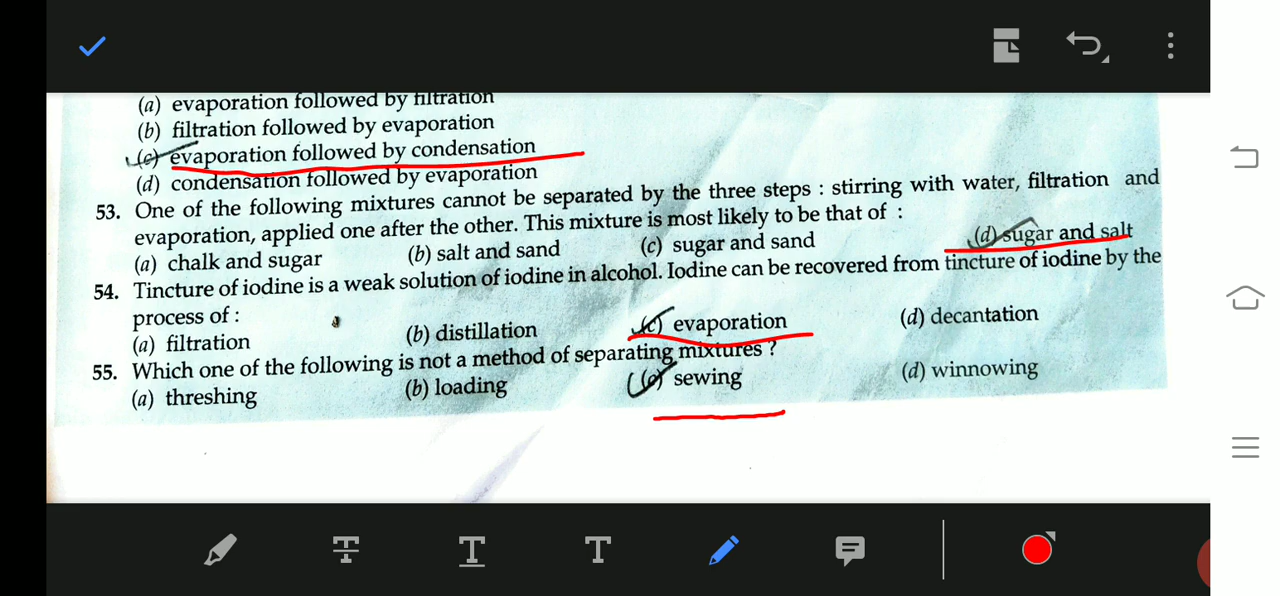 (a) evaporation followed by filtration
(b) filtration followed by evaporation
(c) evaporation followed by condensation
(d) condensation followed by evaporation
53. One of the following mixtures cannot be separated by the three steps : stirring with water, filtration and
evaporation, applied one after the other. This mixture is most likely to be that of :
(a) chalk and sugar (b) salt and sand (c) sugar and sand (d) sugar and salt
54. Tincture of iodine is a weak solution of iodine in alcohol. Iodine can be recovered from tincture of iodine by the
process of :
(a) filtration (b) distillation (c) evaporation (d) decantation
55. Which one of the following is not a method of separating mixtures ?
(a) threshing (b) loading (c) sewing (d) winnowing